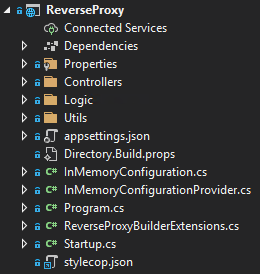 ReverseProxy
Connected Services
Dependencies
Properties
Controllers
Logic
Utils
appsettings.json
Directory.Build.props
C# InMemoryConfiguration.cs
C# InMemoryConfigurationProvider.cs
C# Program.cs
C# ReverseProxyBuilderExtensions.cs
C# Startup.cs
stylecop.json